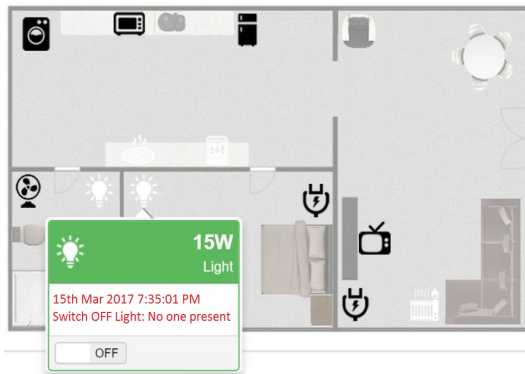 15W
Light
15th Mar 2017 7:35:01 PM
Switch OFF Light: No one present
OFF